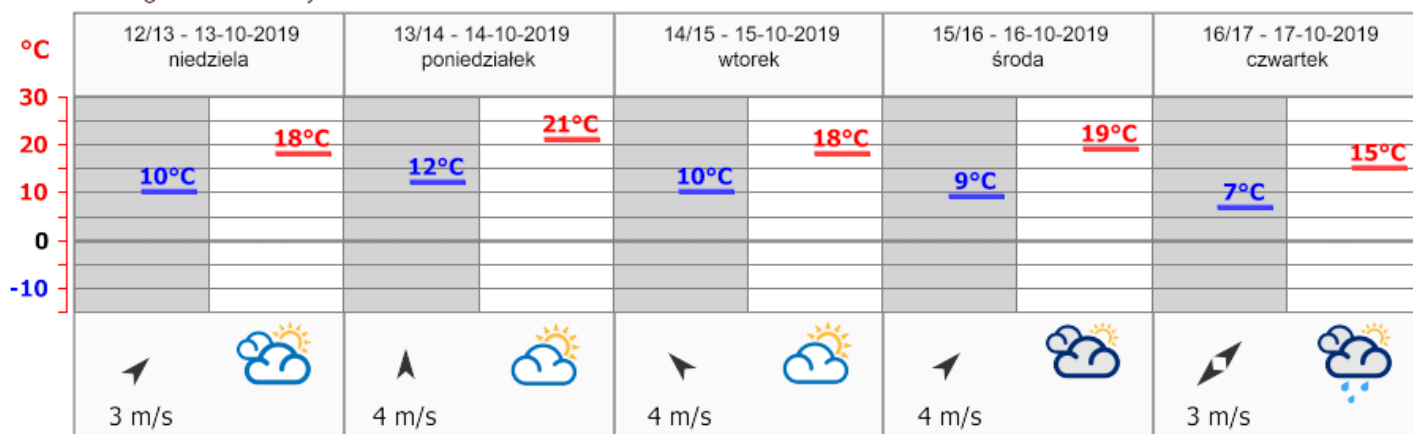 12/13 - 13-10-2019
niedziela
13/14 - 14-10-2019
poniedziałek
14/15 - 15-10-2019
wtorek
15/16 - 16-10-2019
środa
16/17 - 17-10-2019
czwartek
°C
30
20
10
0
-10
10°C
18°C
12°C
21°C
10°C
18°C
9°C
19°C
7°C
15°C
3 m/s
4 m/s
4 m/s
4 m/s
3 m/s